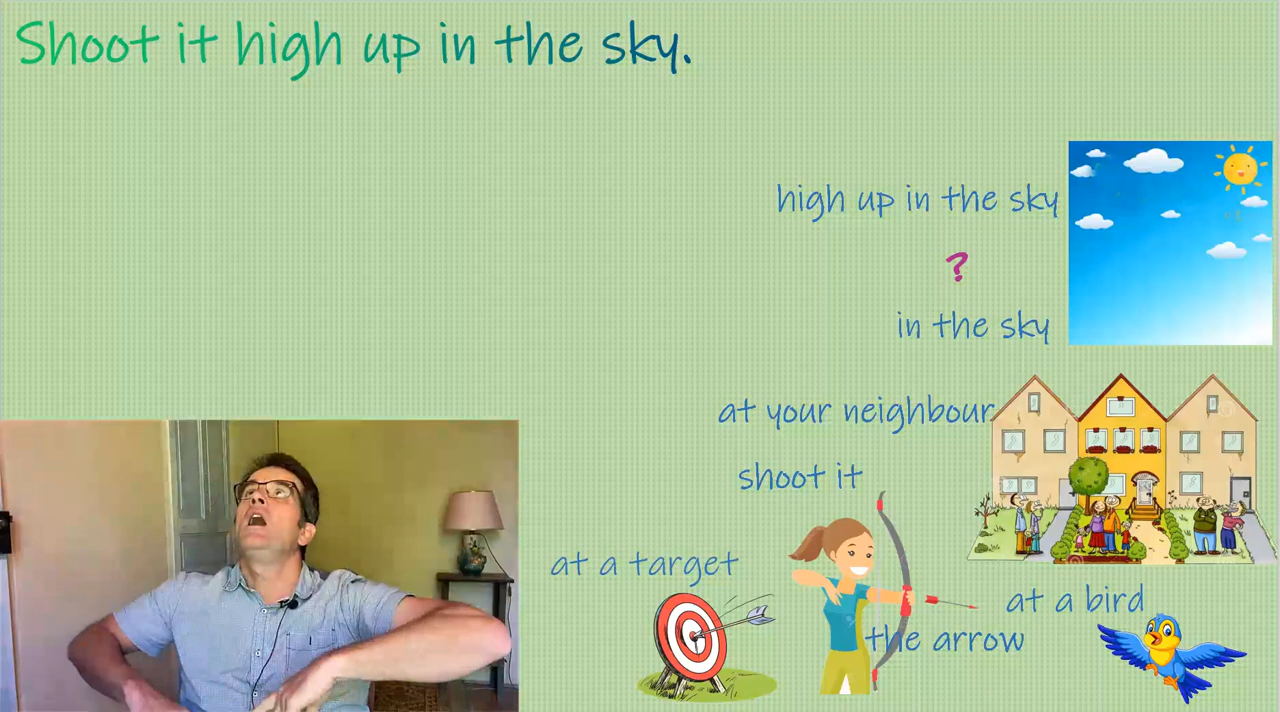 Shoot it high up in the sky.
high up in the sky
?
in the sky
at your neighbour
shoot it
at a target
at a bird
the arrow